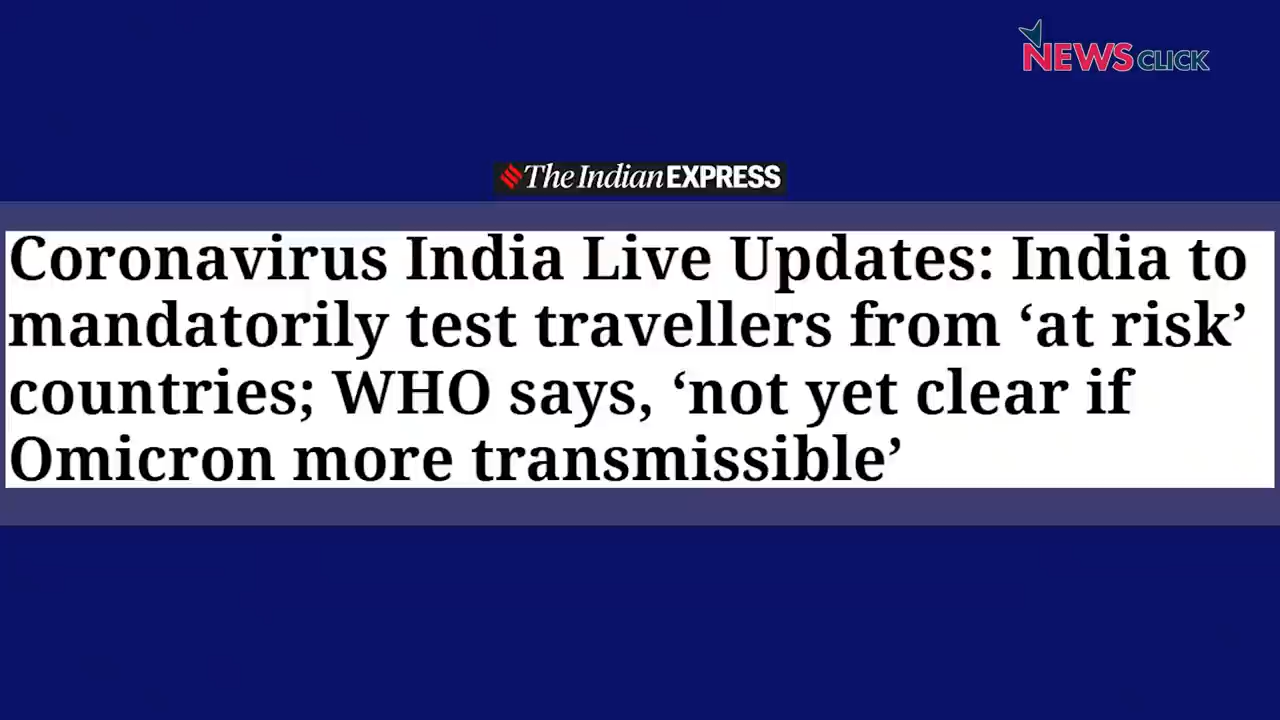 NEWSCLICK
The Indian EXPRESS
Coronavirus India Live Updates: India to
mandatorily test travellers from ‘at risk’
countries; WHO says, ‘not yet clear if
Omicron more transmissible’